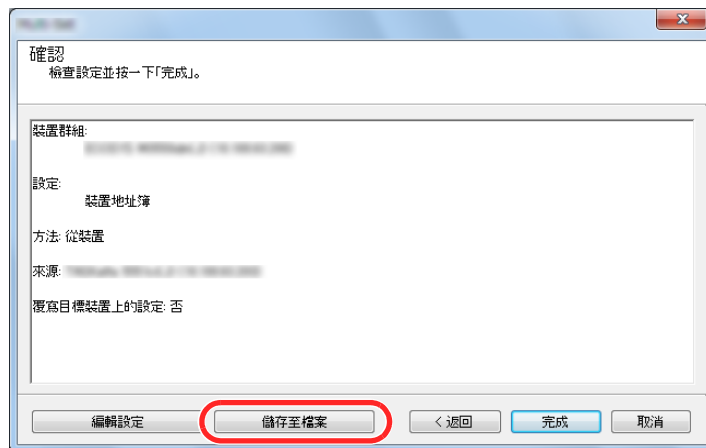 確認
檢查設定並按一下「完成」。
裝置群組:
設定:
裝置地址簿
方法: 從裝置
來源:
覆寫目標裝置上的設定: 否
編輯設定
儲存至檔案
< 返回
完成
取消